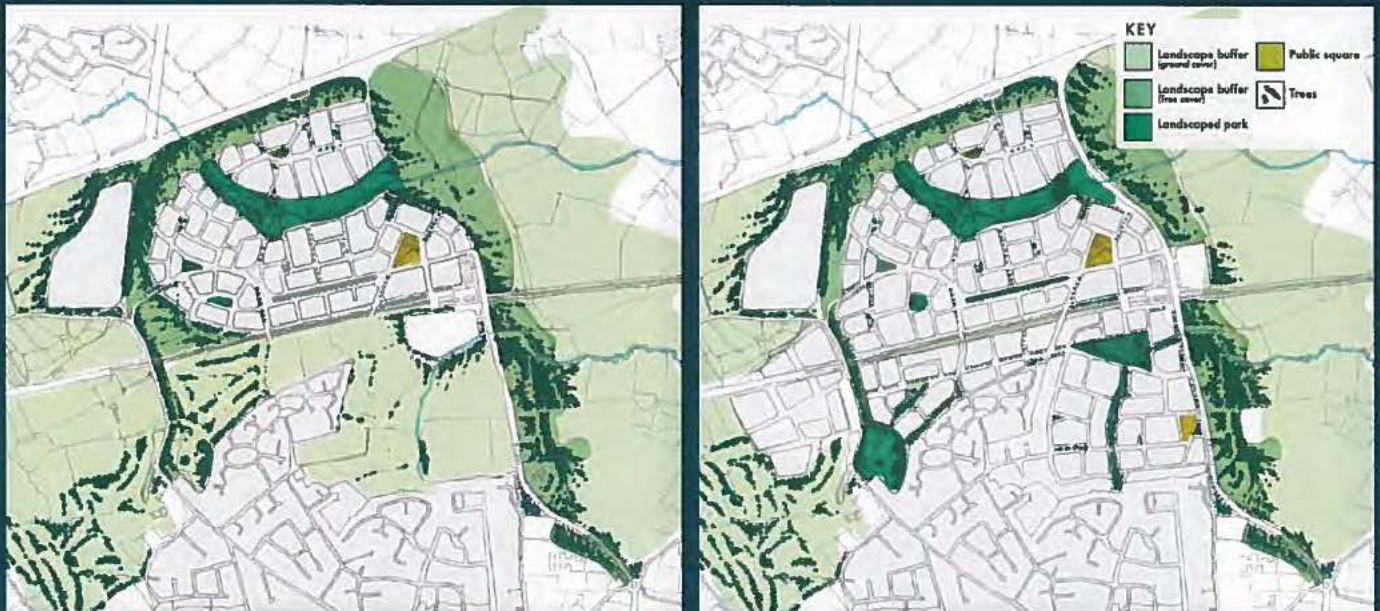 KEY
Landscape buffer
(ground cover)
Public square
Landscape buffer
(Tree cover)
Trees
Landscaped park